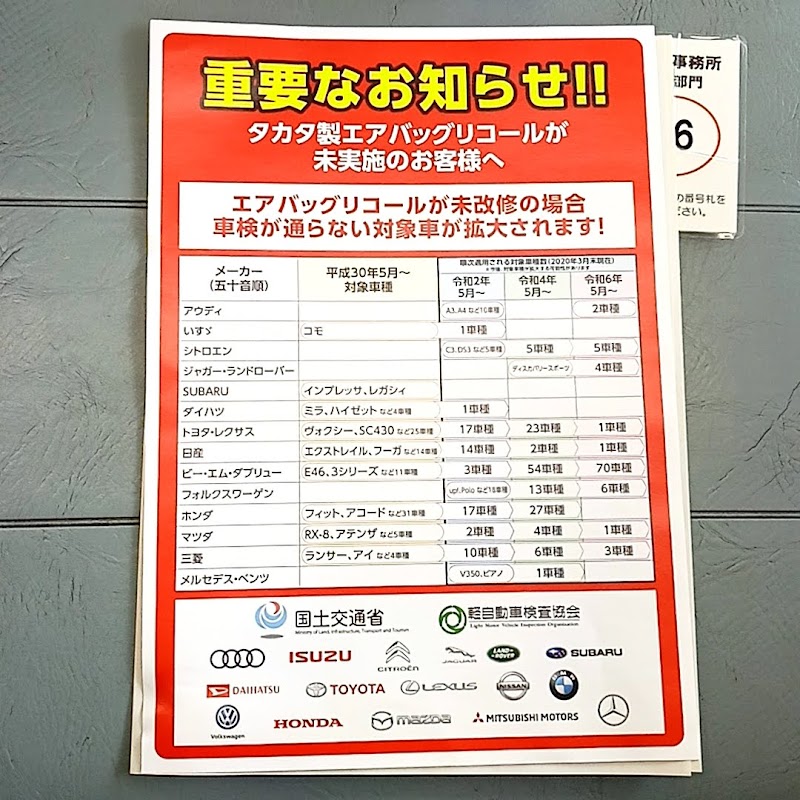 重要なお知らせ!!
タカタ製エアバッグリコールが
未実施のお客様へ
エアバッグリコールが未改修の場合
車検が通らない対象車が拡大されます!
メーカー
(五十音順)
平成30年5月〜
対象車種
順次適用される対象車種数(2020年3月末現在)
※今後、対象車種が拡大する可能性があります
令和2年
5月〜
令和4年
5月〜
令和6年
5月〜
アウディ A3、A4 など10車種 2車種
いすゞ コモ 1車種
シトロエン C3、DS3 など5車種 5車種 5車種
ジャガー・ランドローバー ディスカバリースポーツ 4車種
SUBARU インプレッサ、レガシィ
ダイハツ ミラ、ハイゼット など4車種 1車種
トヨタ・レクサス ヴォクシー、SC430 など25車種 17車種 23車種 1車種
日産 エクストレイル、フーガ など14車種 14車種 2車種 1車種
ビー・エム・ダブリュー E46、3シリーズ など11車種 3車種 54車種 70車種
フォルクスワーゲン up!、Polo など18車種 13車種 6車種
ホンダ フィット、アコード など31車種 17車種 27車種
マツダ RX-8、アテンザ など5車種 2車種 4車種 1車種
三菱 ランサー、アイ など4車種 10車種 6車種 3車種
メルセデス・ベンツ V350、ビアノ 1車種
国土交通省
Ministry of Land, Infrastructure, Transport and Tourism
軽自動車検査協会
Light Motor Vehicle Inspection Organization
ISUZU
CITROËN
JAGUAR
LAND ROVER
SUBARU
DAIHATSU
TOYOTA
LEXUS
NISSAN
BMW
Volkswagen
HONDA
mazda
MITSUBISHI MOTORS
事務所
部門
6
の番号札を
ださい。